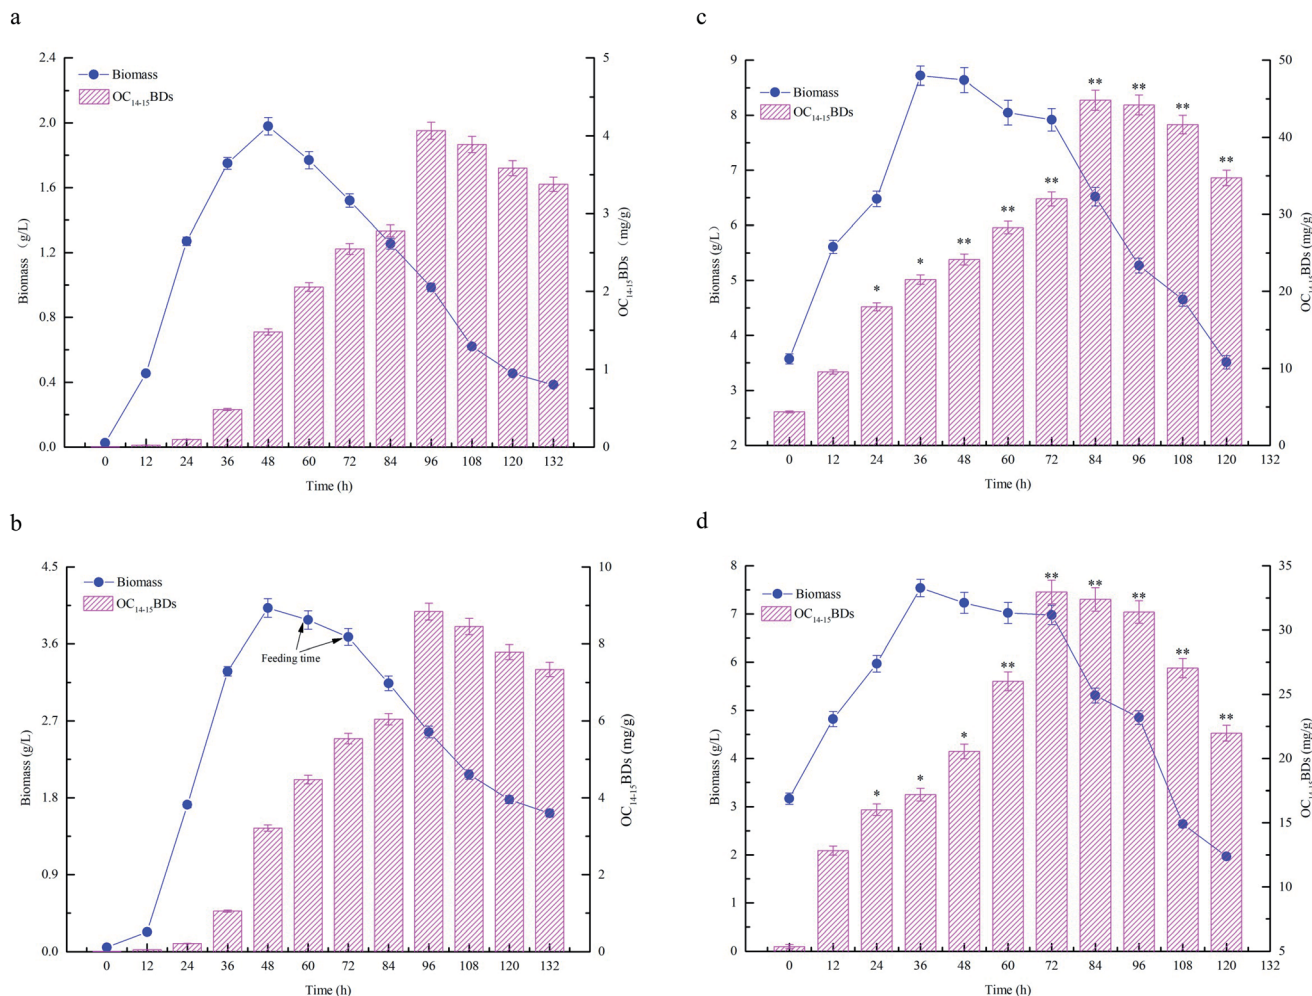 a
Biomass
OC14-15BDs
2.4
2.0
1.6
1.2
0.8
0.4
0.0
Biomass （g/L）
5
4
3
2
1
0
OC14-15BDs （mg/g）
0 12 24 36 48 60 72 84 96 108 120 132
Time (h)
c
Biomass
OC14-15BDs
9
8
7
6
5
4
3
2
Biomass (g/L)
50
40
30
20
10
0
OC14-15BDs (mg/g)
* * ** ** ** ** ** ** **
0 12 24 36 48 60 72 84 96 108 120 132
Time (h)
b
Biomass
OC14-15BDs
Feeding time
4.5
3.6
2.7
1.8
0.9
0.0
Biomass (g/L)
10
8
6
4
2
0
OC14-15BDs (mg/g)
0 12 24 36 48 60 72 84 96 108 120 132
Time (h)
d
Biomass
OC14-15BDs
8
7
6
5
4
3
2
1
0
Biomass (g/L)
35
30
25
20
15
10
5
OC14-15BDs (mg/g)
* * * ** ** ** ** ** **
0 12 24 36 48 60 72 84 96 108 120 132
Time (h)